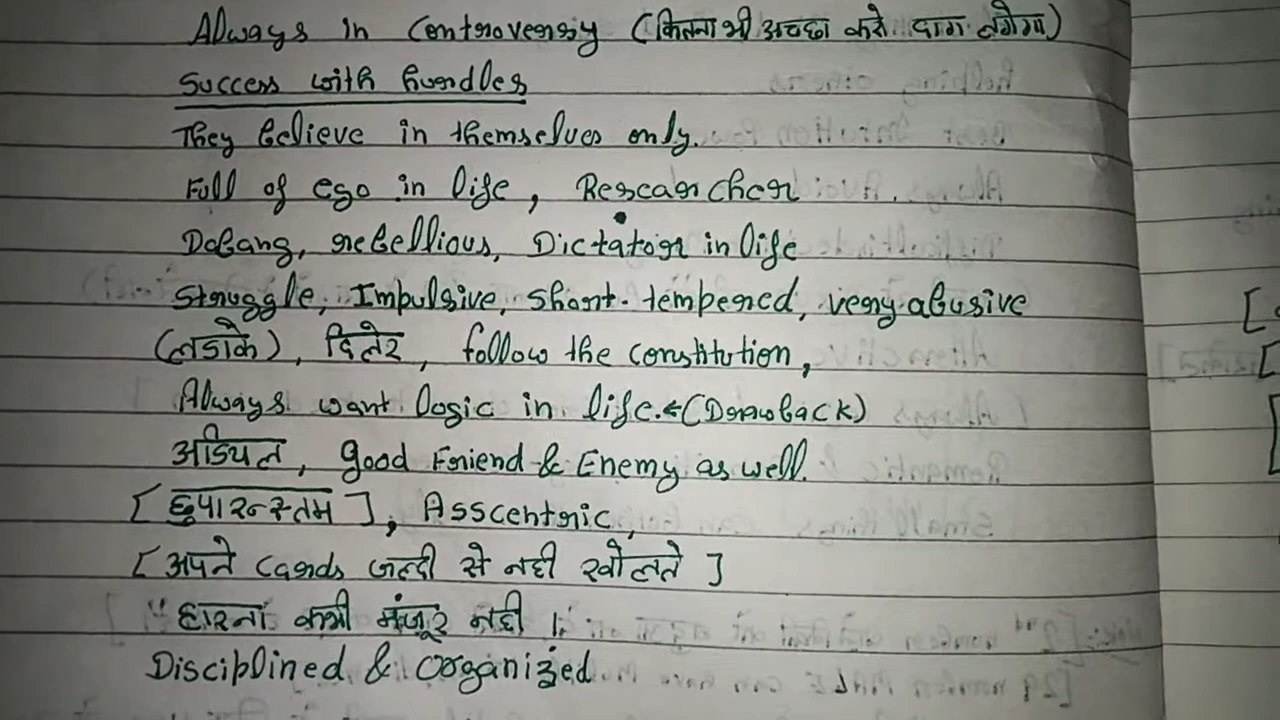 Always in Controversy (कितना भी अच्छा करो दाग लगेगा)
Success with hurdles
They believe in themselves only.
Full of ego in life, Researcher
Dabang, rebellious, Dictator in life
Struggle, Impulsive, short-tempered, very abusive
(लडाके), दिलेर, follow the constitution,
Always want logic in life.←(Drawback)
अडियल, good Friend & Enemy as well.
[छुपा रुस्तम], Asscentric,
[अपने Cards जल्दी से नही खोलते]
"हारना कभी मंजूर नही ।
Disciplined & Organized